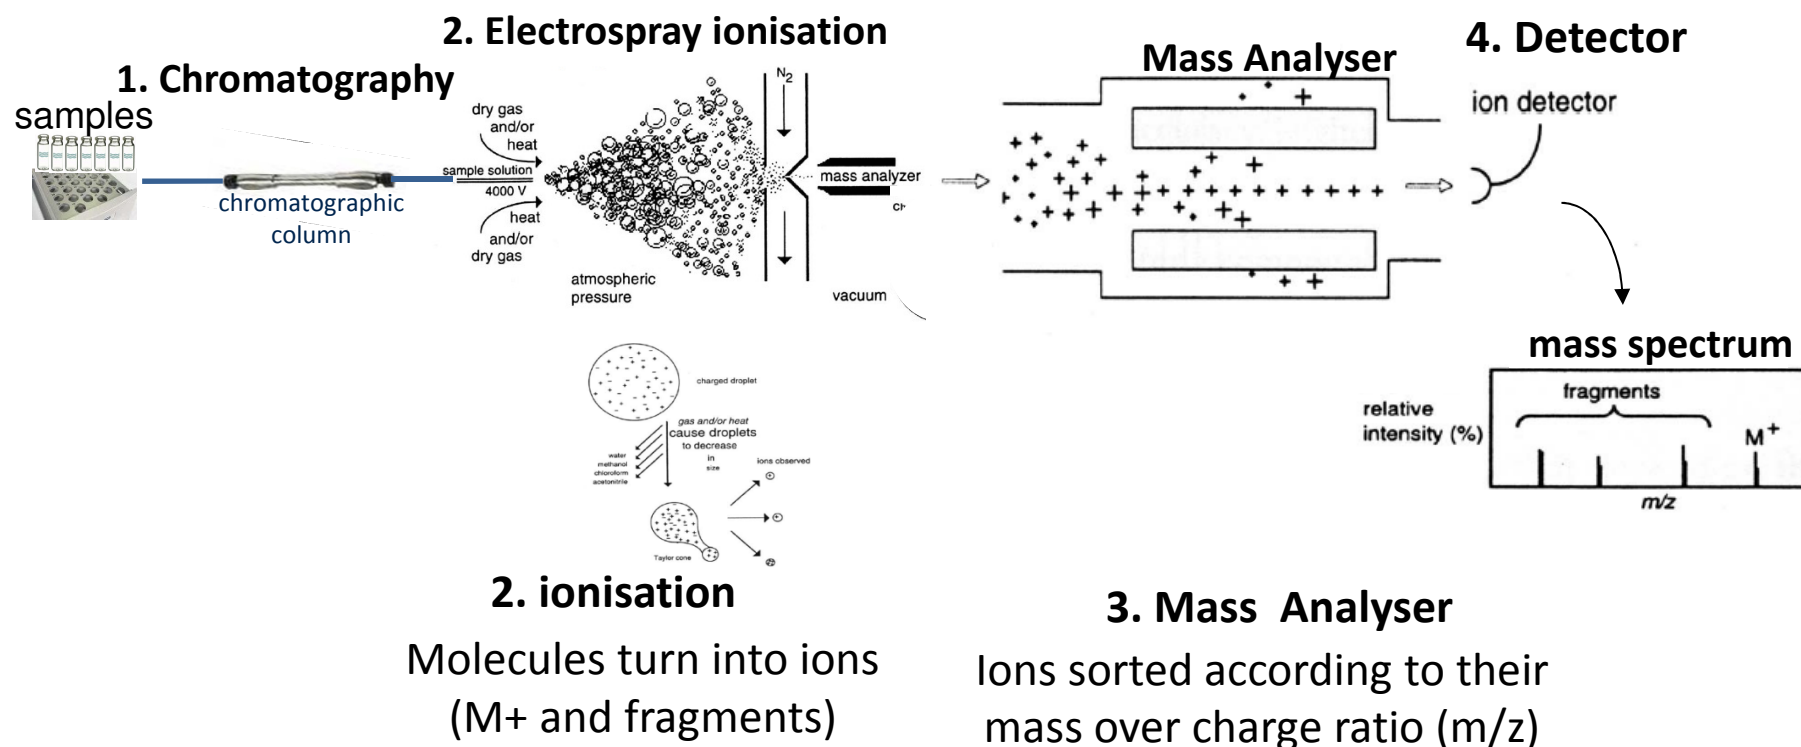 2. Electrospray ionisation
1. Chromatography
samples
chromatographic
column
dry gas
and/or
heat
sample solution
4000 V
heat
and/or
dry gas
atmospheric
pressure
N2
mass analyzer
vacuum
Mass Analyser
4. Detector
ion detector
mass spectrum
fragments
relative
intensity (%)
M+
m/z
charged droplet
gas and/or heat
cause droplets
to decrease
in
size
water
methanol
chloroform
acetonitrile
ions observed
Taylor cone
2. ionisation
Molecules turn into ions
(M+ and fragments)
3. Mass Analyser
Ions sorted according to their
mass over charge ratio (m/z)